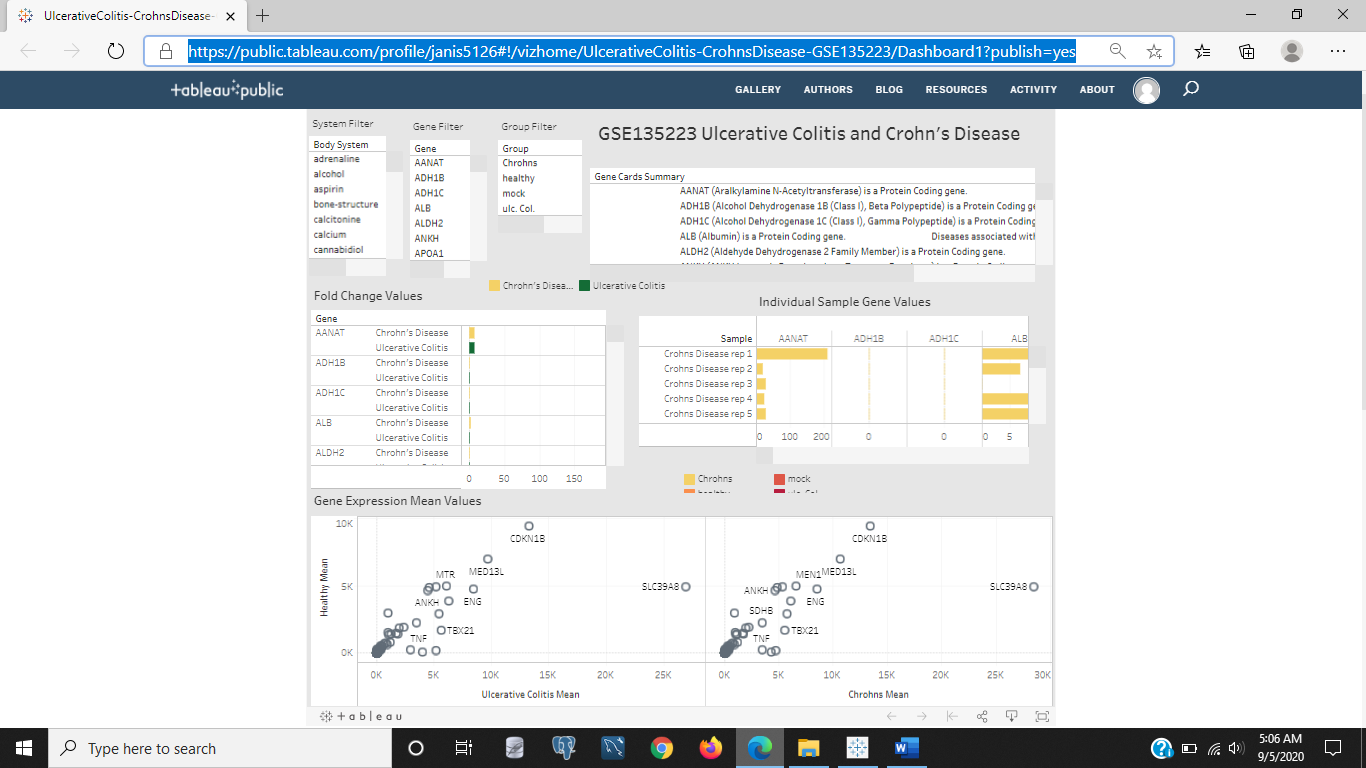 UlcerativeColitis-CrohnsDisease-
https://public.tableau.com/profile/janis5126#!/vizhome/UlcerativeColitis-CrohnsDisease-GSE135223/Dashboard1?publish=yes
+ableau public
GALLERY AUTHORS BLOG RESOURCES ACTIVITY ABOUT
System Filter
Body System
adrenaline
alcohol
aspirin
bone-structure
calcitonine
calcium
cannabidiol
Gene Filter
Gene
AANAT
ADH1B
ADH1C
ALB
ALDH2
ANKH
APOA1
Group Filter
Group
Chrohns
healthy
mock
ulc. Col.
GSE135223 Ulcerative Colitis and Crohn's Disease
Gene Cards Summary
AANAT (Aralkylamine N-Acetyltransferase) is a Protein Coding gene.
ADH1B (Alcohol Dehydrogenase 1B (Class I), Beta Polypeptide) is a Protein Coding ge
ADH1C (Alcohol Dehydrogenase 1C (Class I), Gamma Polypeptide) is a Protein Coding
ALB (Albumin) is a Protein Coding gene. Diseases associated with
ALDH2 (Aldehyde Dehydrogenase 2 Family Member) is a Protein Coding gene.
Chrohn's Disea... Ulcerative Colitis
Fold Change Values
Gene
AANAT Chrohn's Disease
Ulcerative Colitis
ADH1B Chrohn's Disease
Ulcerative Colitis
ADH1C Chrohn's Disease
Ulcerative Colitis
ALB Chrohn's Disease
Ulcerative Colitis
ALDH2 Chrohn's Disease
0 50 100 150
Individual Sample Gene Values
Sample AANAT ADH1B ADH1C ALB
Crohns Disease rep 1
Crohns Disease rep 2
Crohns Disease rep 3
Crohns Disease rep 4
Crohns Disease rep 5
0 100 200 0 0 0 5
Chrohns mock
healthy ulc. Col.
Gene Expression Mean Values
Healthy Mean
10K
5K
0K
CDKN1B
MED13L
MTR
SLC39A8
ANKH
ENG
TBX21
TNF
0K 5K 10K 15K 20K 25K
Ulcerative Colitis Mean
CDKN1B
MEN1
MED13L
ANKH
SLC39A8
ENG
SDHB
TBX21
TNF
0K 5K 10K 15K 20K 25K 30K
Chrohns Mean
+ableau
Type here to search
5:06 AM
9/5/2020